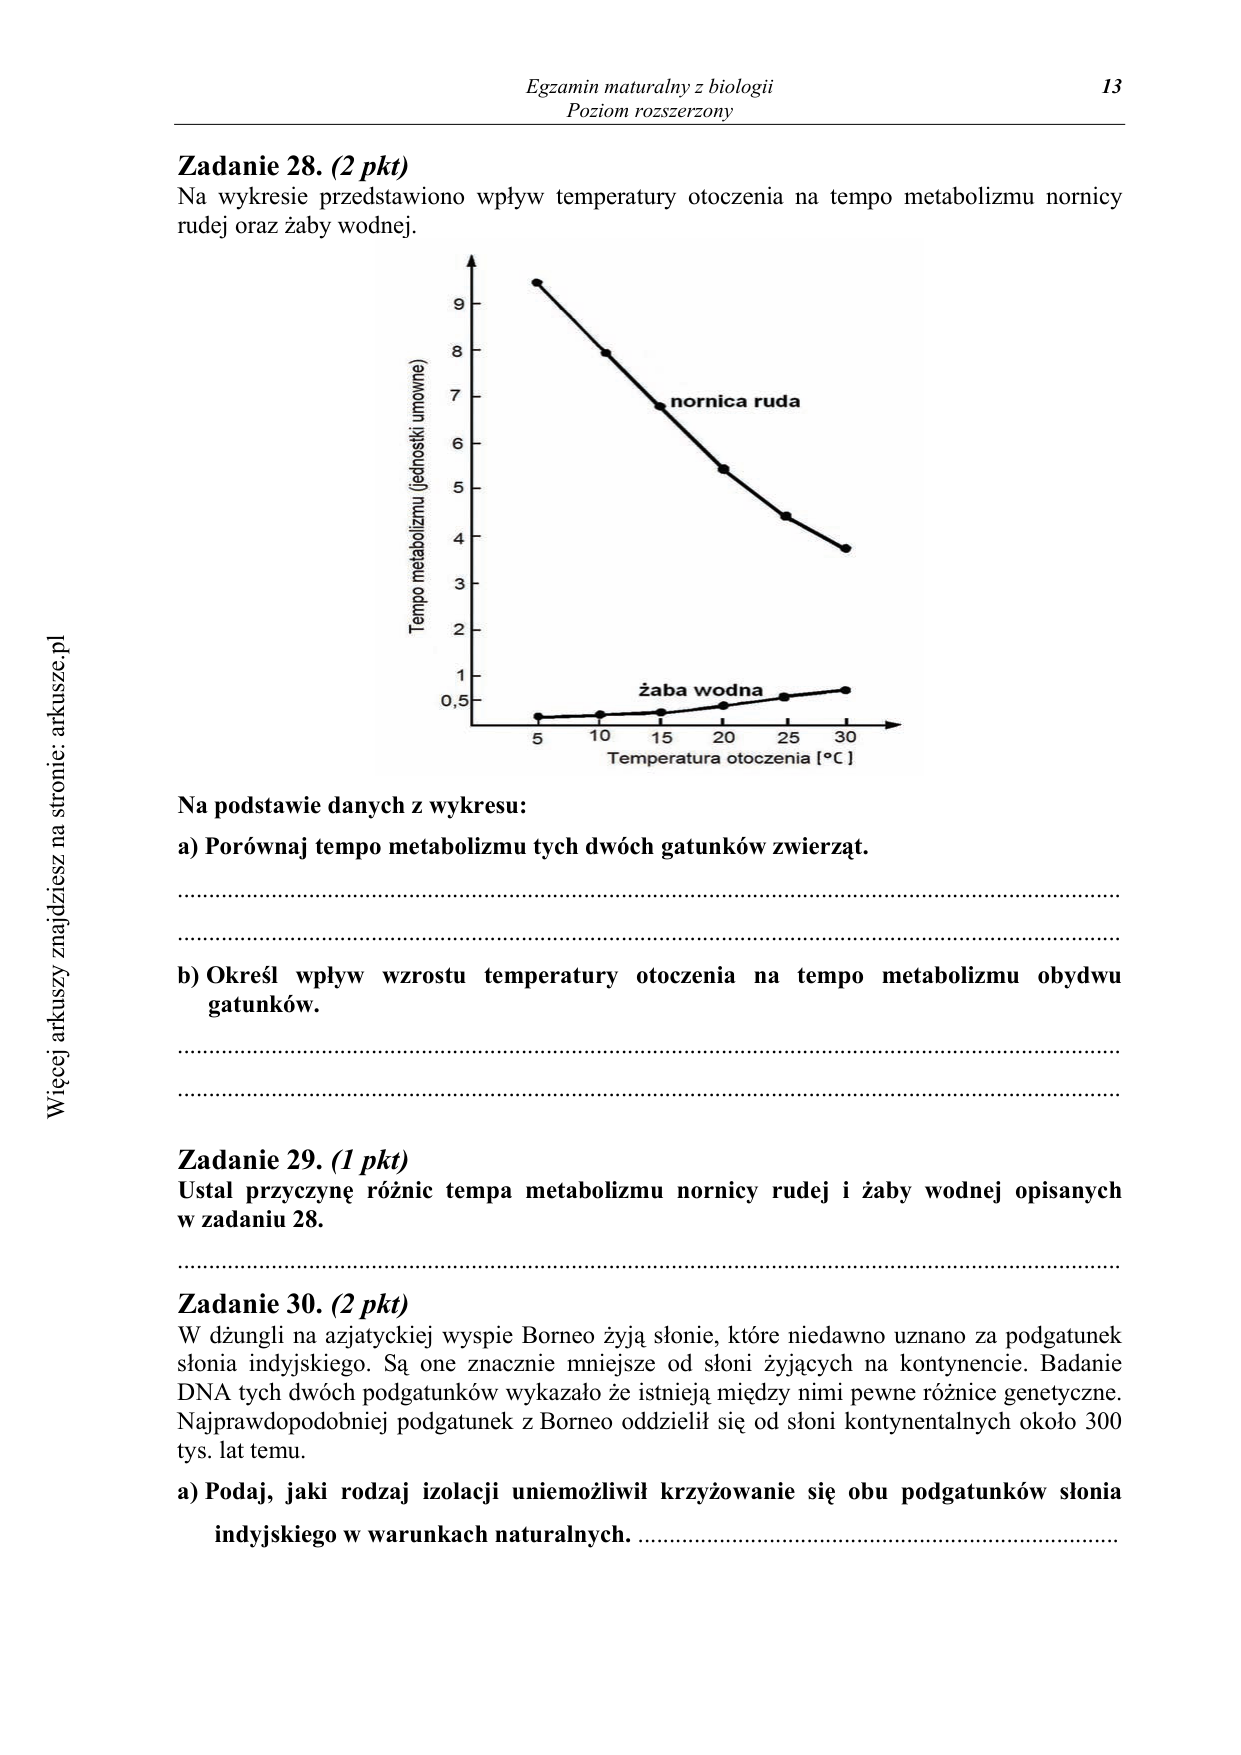 Egzamin maturalny z biologii
13
Poziom rozszerzony
Zadanie 28. (2 pkt)
Na wykresie przedstawiono wpływ temperatury otoczenia na tempo metabolizmu nornicy
rudej oraz żaby wodnej.
Tempo metabolizmu (jednostki umowne)
9
8
7
6
5
4
3
2
1
0,5
nornica ruda
żaba wodna
5 10 15 20 25 30
Temperatura otoczenia [°C]
Na podstawie danych z wykresu:
a) Porównaj tempo metabolizmu tych dwóch gatunków zwierząt.
b) Określ wpływ wzrostu temperatury otoczenia na tempo metabolizmu obydwu
gatunków.
Zadanie 29. (1 pkt)
Ustal przyczynę różnic tempa metabolizmu nornicy rudej i żaby wodnej opisanych
w zadaniu 28.
Zadanie 30. (2 pkt)
W dżungli na azjatyckiej wyspie Borneo żyją słonie, które niedawno uznano za podgatunek
słonia indyjskiego. Są one znacznie mniejsze od słoni żyjących na kontynencie. Badanie
DNA tych dwóch podgatunków wykazało że istnieją między nimi pewne różnice genetyczne.
Najprawdopodobniej podgatunek z Borneo oddzielił się od słoni kontynentalnych około 300
tys. lat temu.
a) Podaj, jaki rodzaj izolacji uniemożliwił krzyżowanie się obu podgatunków słonia
indyjskiego w warunkach naturalnych.
Więcej arkuszy znajdziesz na stronie: arkusze.pl